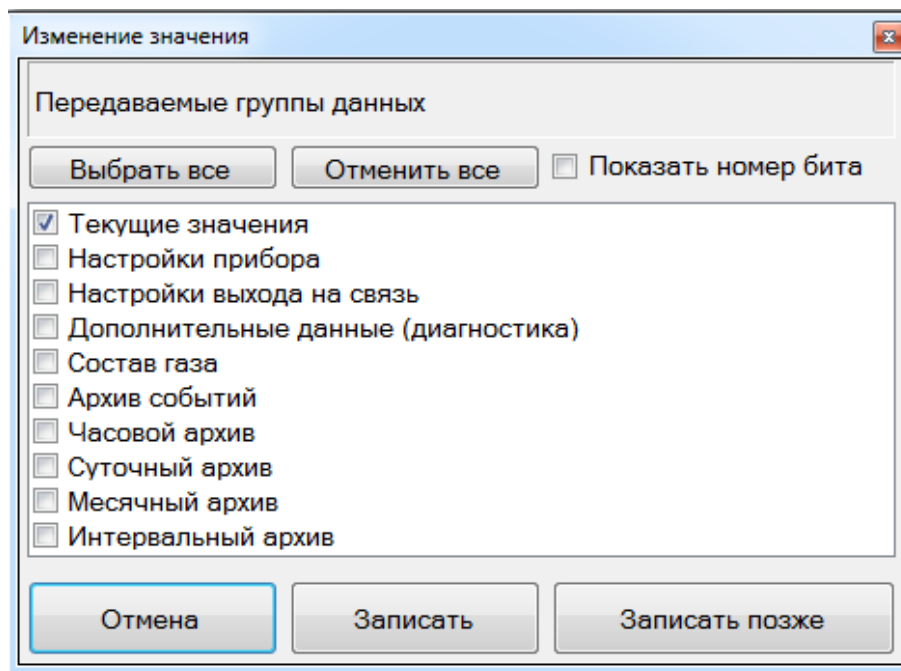 Изменение значения
Передаваемые группы данных
Выбрать все Отменить все Показать номер бита
Текущие значения
Настройки прибора
Настройки выхода на связь
Дополнительные данные (диагностика)
Состав газа
Архив событий
Часовой архив
Суточный архив
Месячный архив
Интервальный архив
Отмена Записать Записать позже